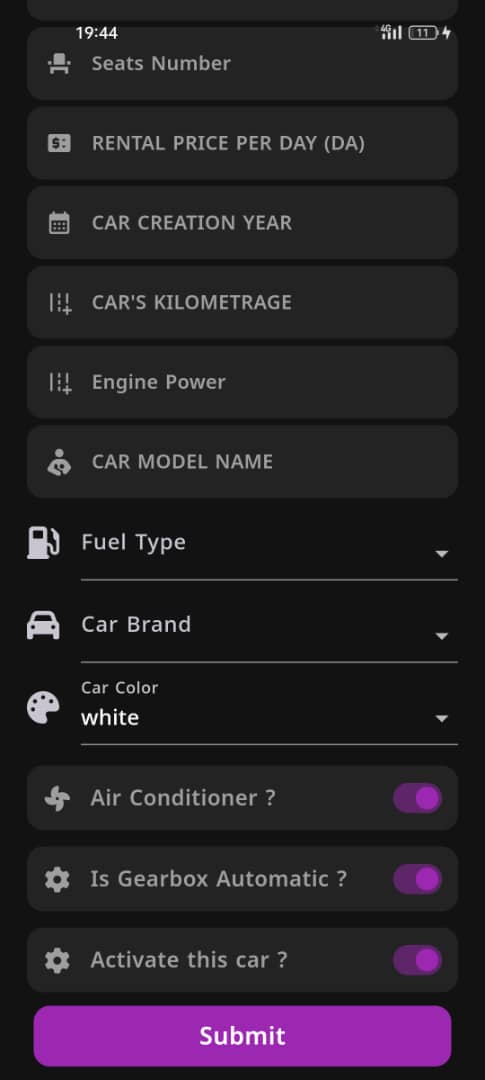 19:44
4G
11
Seats Number
RENTAL PRICE PER DAY (DA)
CAR CREATION YEAR
CAR'S KILOMETRAGE
Engine Power
CAR MODEL NAME
Fuel Type
Car Brand
Car Color
white
Air Conditioner ?
Is Gearbox Automatic ?
Activate this car ?
Submit